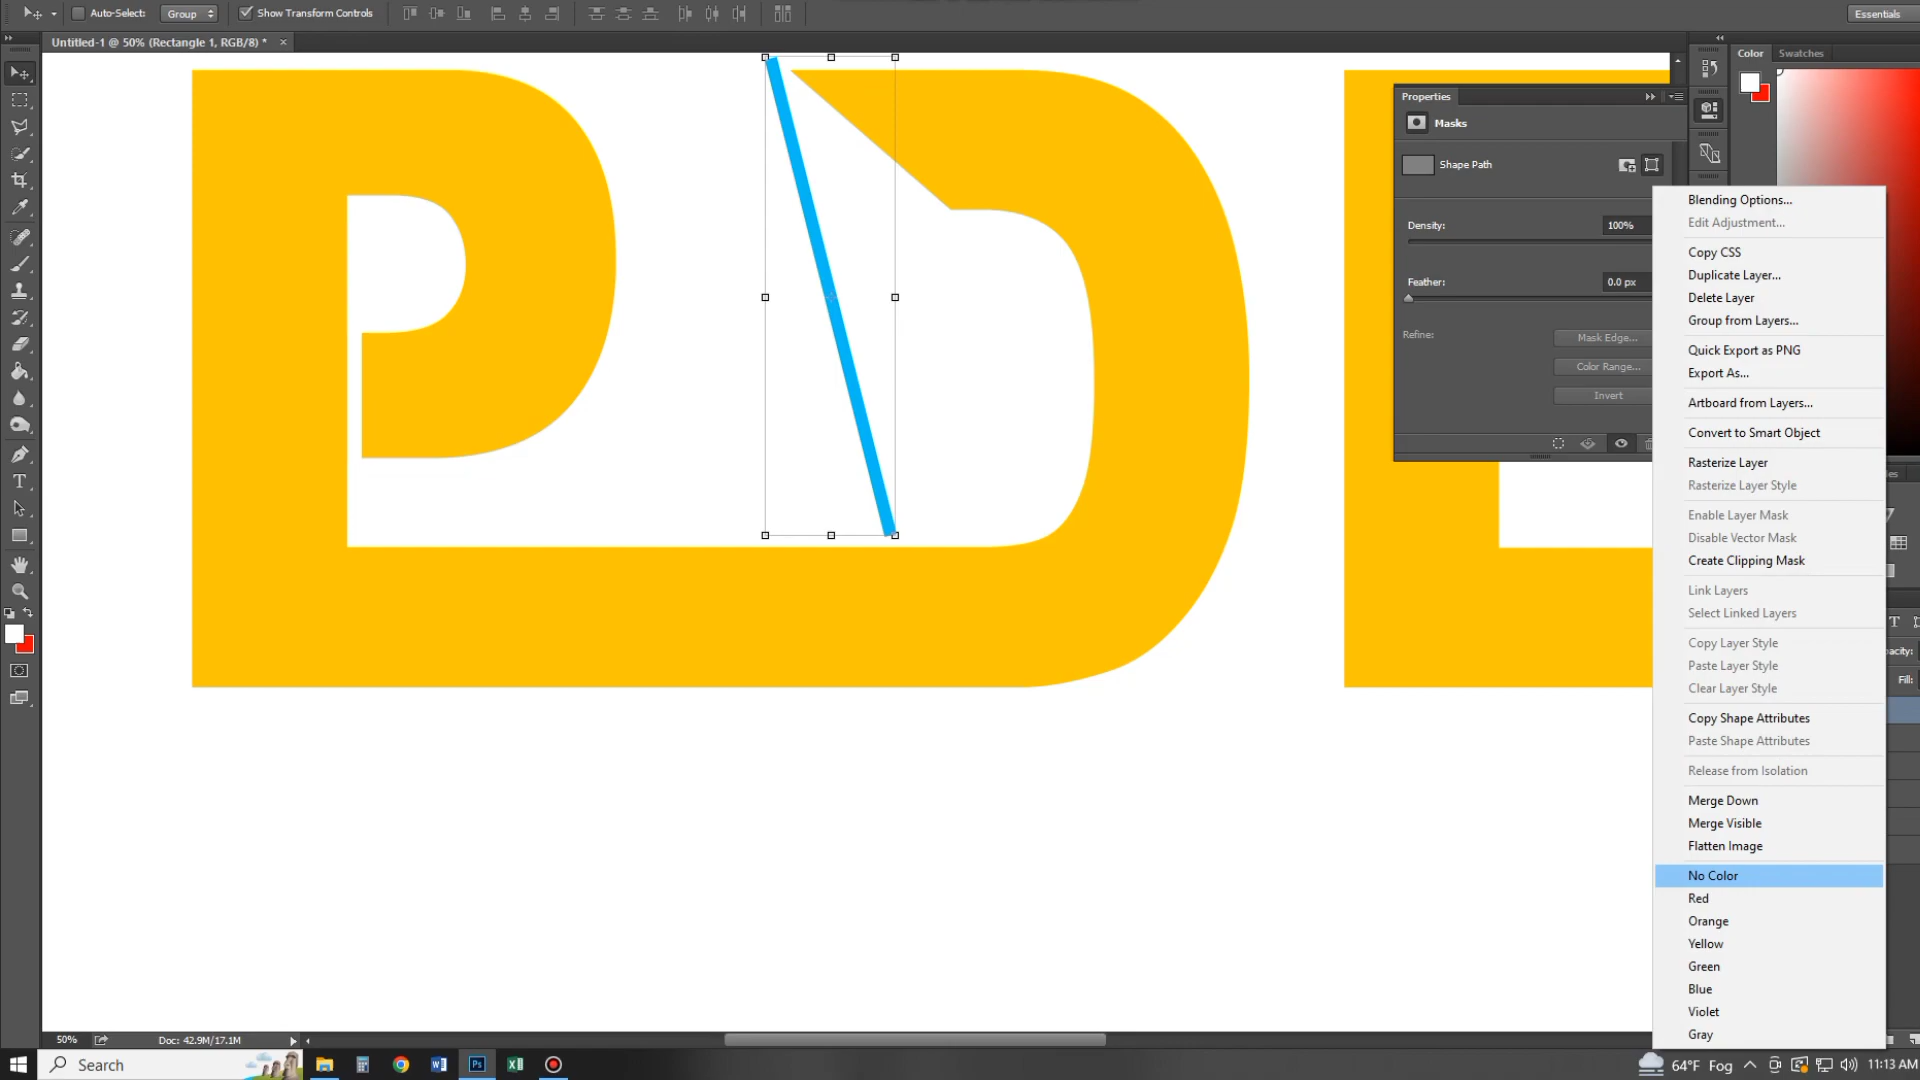 Auto-Select:
Group
Show Transform Controls
Essentials
Untitled-1 @ 50% (Rectangle 1, RGB/8) *
Color
Swatches
Properties
Masks
Shape Path
Density:
100%
Feather:
0.0 px
Refine:
Mask Edge...
Color Range...
Invert
Blending Options...
Edit Adjustment...
Copy CSS
Duplicate Layer...
Delete Layer
Group from Layers...
Quick Export as PNG
Export As...
Artboard from Layers...
Convert to Smart Object
Rasterize Layer
Rasterize Layer Style
Enable Layer Mask
Disable Vector Mask
Create Clipping Mask
Link Layers
Select Linked Layers
Copy Layer Style
Paste Layer Style
Clear Layer Style
Copy Shape Attributes
Paste Shape Attributes
Release from Isolation
Merge Down
Merge Visible
Flatten Image
No Color
Red
Orange
Yellow
Green
Blue
Violet
Gray
Fill:
50%
Doc: 42.9M/17.1M
Search
64°F Fog
11:13 AM